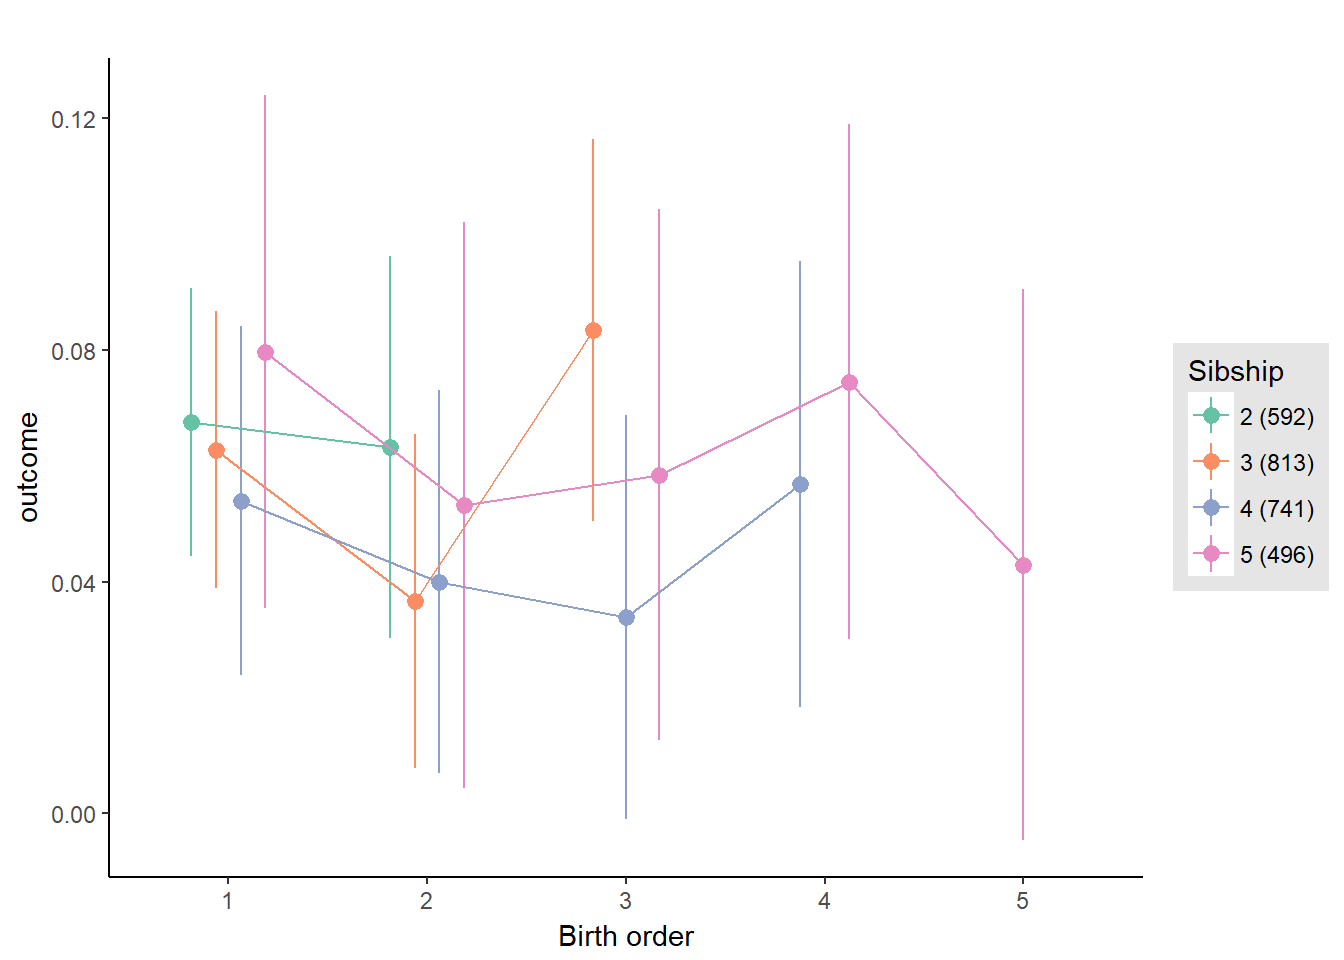 0.12
0.08
0.04
0.00
outcome
1 2 3 4 5
Birth order
Sibship
2 (592)
3 (813)
4 (741)
5 (496)